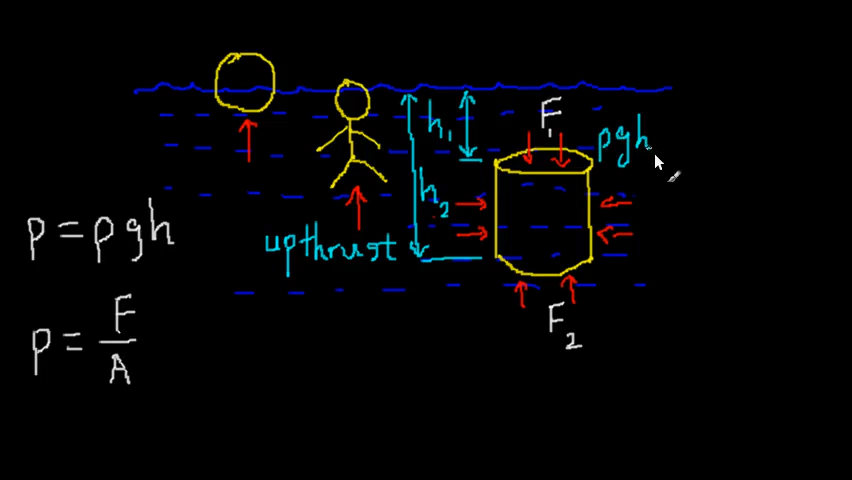 F₁
ρgh
h₁
h₂
upthrust
p = ρgh
p = F/A
F₂